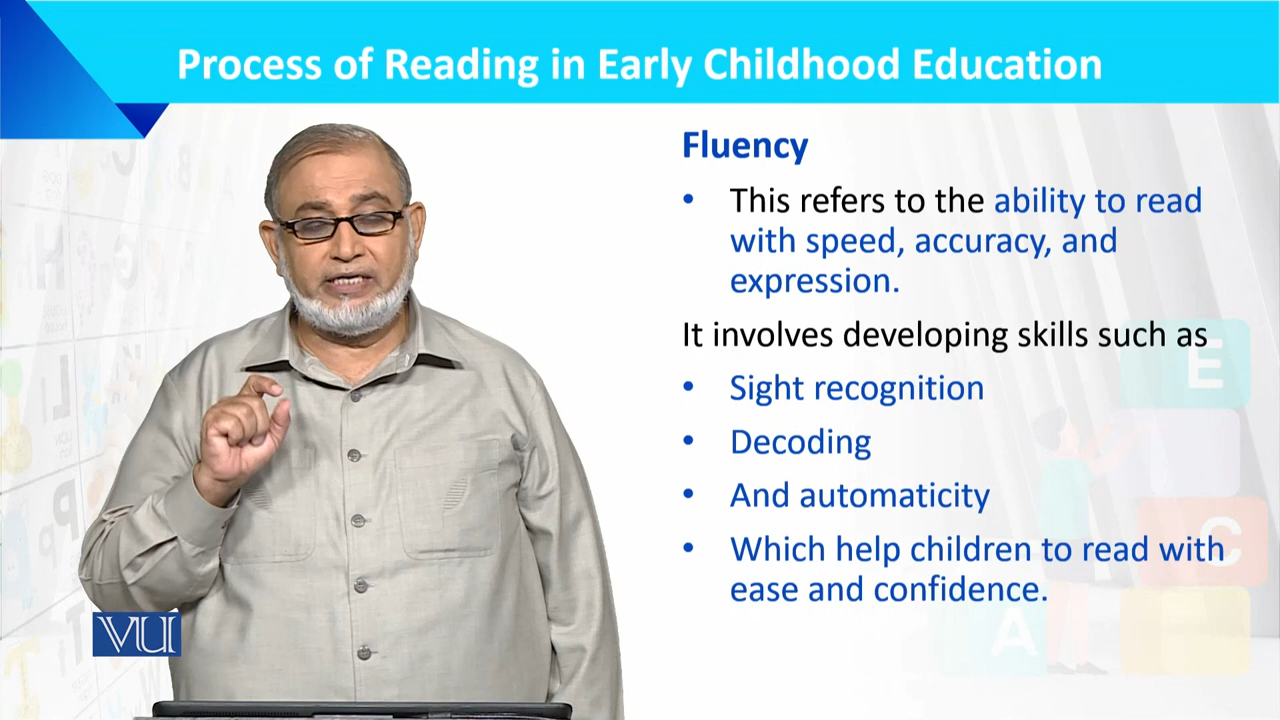 Process of Reading in Early Childhood Education
Fluency
• This refers to the ability to read
with speed, accuracy, and
expression.
It involves developing skills such as
• Sight recognition
• Decoding
• And automaticity
• Which help children to read with
ease and confidence.
VU
E
C
A